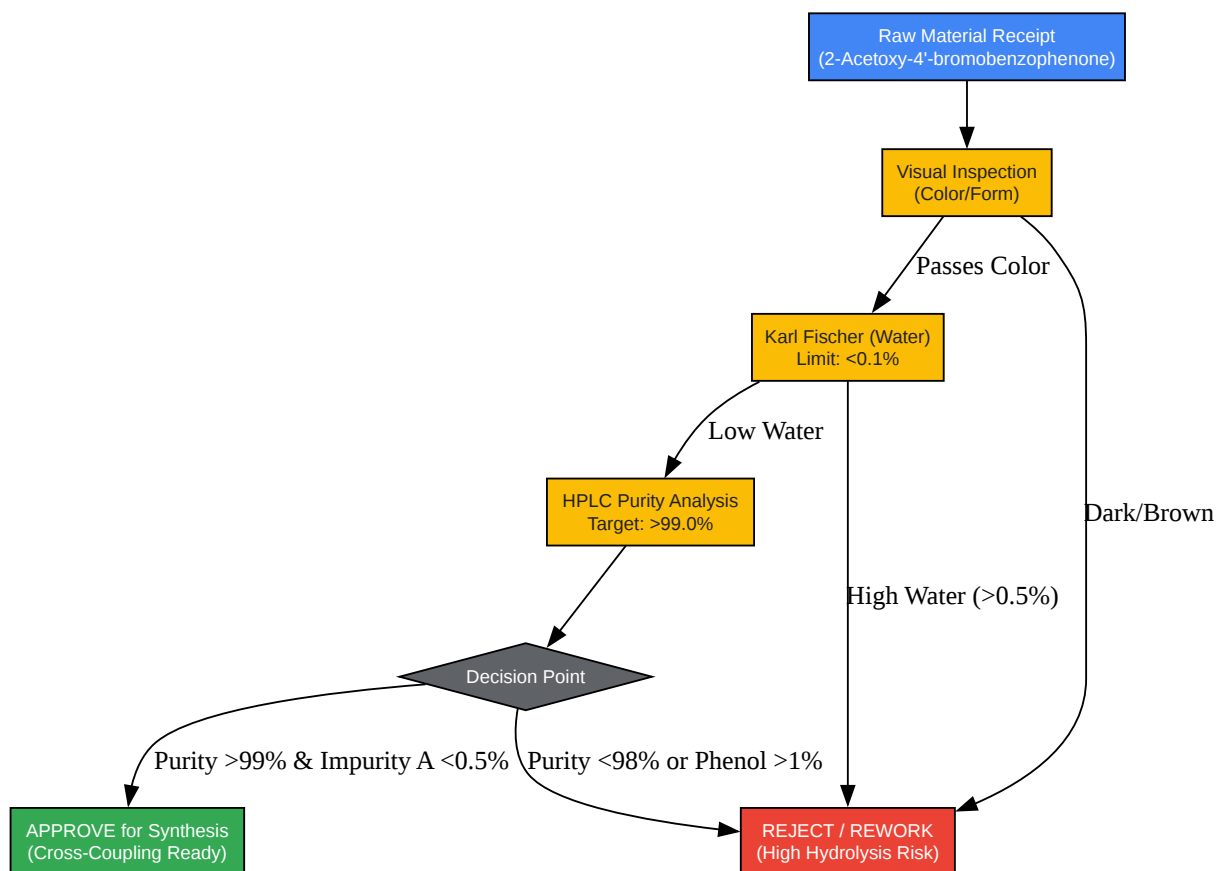 Raw Material Receipt
(2-Acetoxy-4'-bromobenzophenone)
Visual Inspection
(Color/Form)
Passes Color
Karl Fischer (Water)
Limit: <0.1%
Low Water
HPLC Purity Analysis
Target: >99.0%
Dark/Brown
High Water (>0.5%)
Decision Point
Purity >99% & Impurity A <0.5%
Purity <98% or Phenol >1%
APPROVE for Synthesis
(Cross-Coupling Ready)
REJECT / REWORK
(High Hydrolysis Risk)